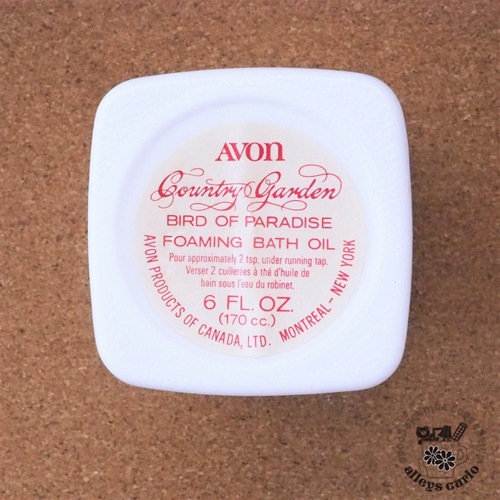 AVON
Country Garden
BIRD OF PARADISE
FOAMING BATH OIL
Pour approximately 2 tsp. under running tap.
Verser 2 cuillerées à thé d'huile de
bain sous l'eau du robinet.
6 FL. OZ.
(170 cc.)
AVON PRODUCTS OF CANADA, LTD. MONTREAL – NEW YORK
alleys curio